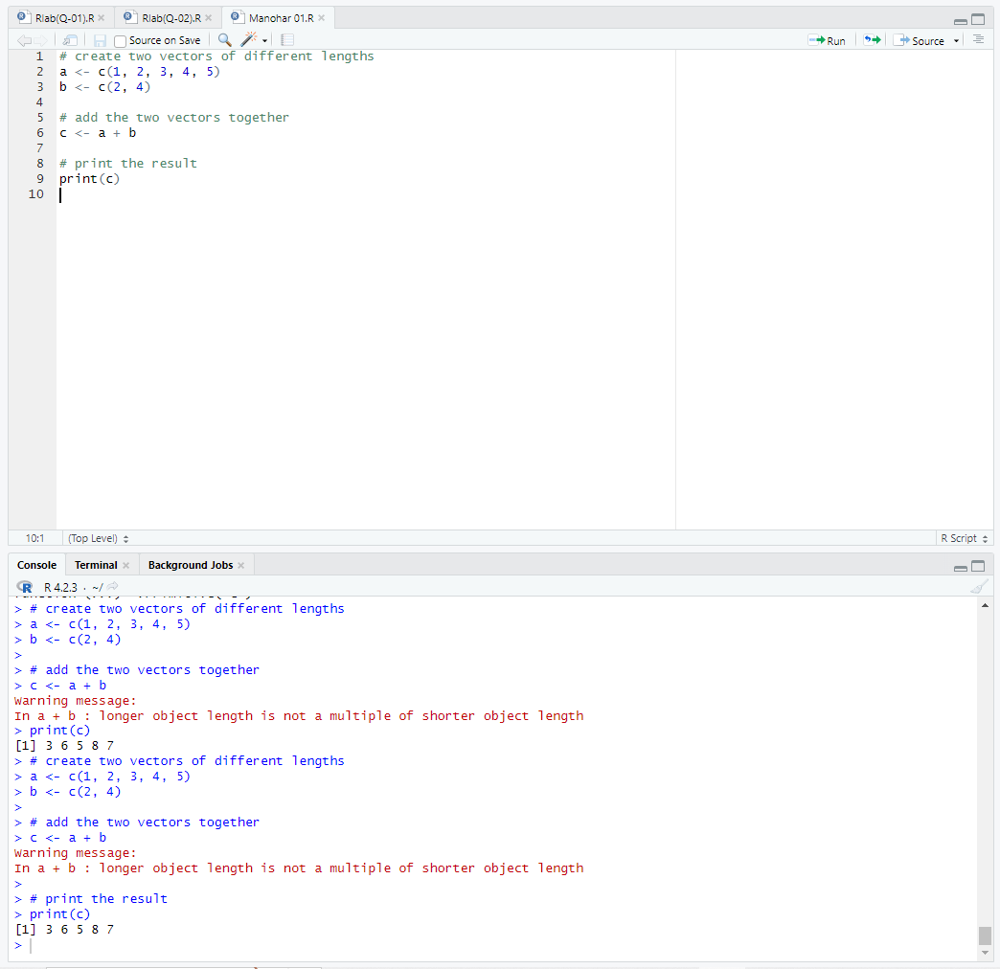 Rlab(Q-01).R Rlab(Q-02).R Manohar 01.R
Source on Save Run Source
1 # create two vectors of different lengths
2 a <- c(1, 2, 3, 4, 5)
3 b <- c(2, 4)
4
5 # add the two vectors together
6 c <- a + b
7
8 # print the result
9 print(c)
10
10:1 (Top Level) R Script
Console Terminal Background Jobs
R R 4.2.3 · ~/
> # create two vectors of different lengths
> a <- c(1, 2, 3, 4, 5)
> b <- c(2, 4)
>
> # add the two vectors together
> c <- a + b
Warning message:
In a + b : longer object length is not a multiple of shorter object length
> print(c)
[1] 3 6 5 8 7
> # create two vectors of different lengths
> a <- c(1, 2, 3, 4, 5)
> b <- c(2, 4)
>
> # add the two vectors together
> c <- a + b
Warning message:
In a + b : longer object length is not a multiple of shorter object length
>
> # print the result
> print(c)
[1] 3 6 5 8 7
>